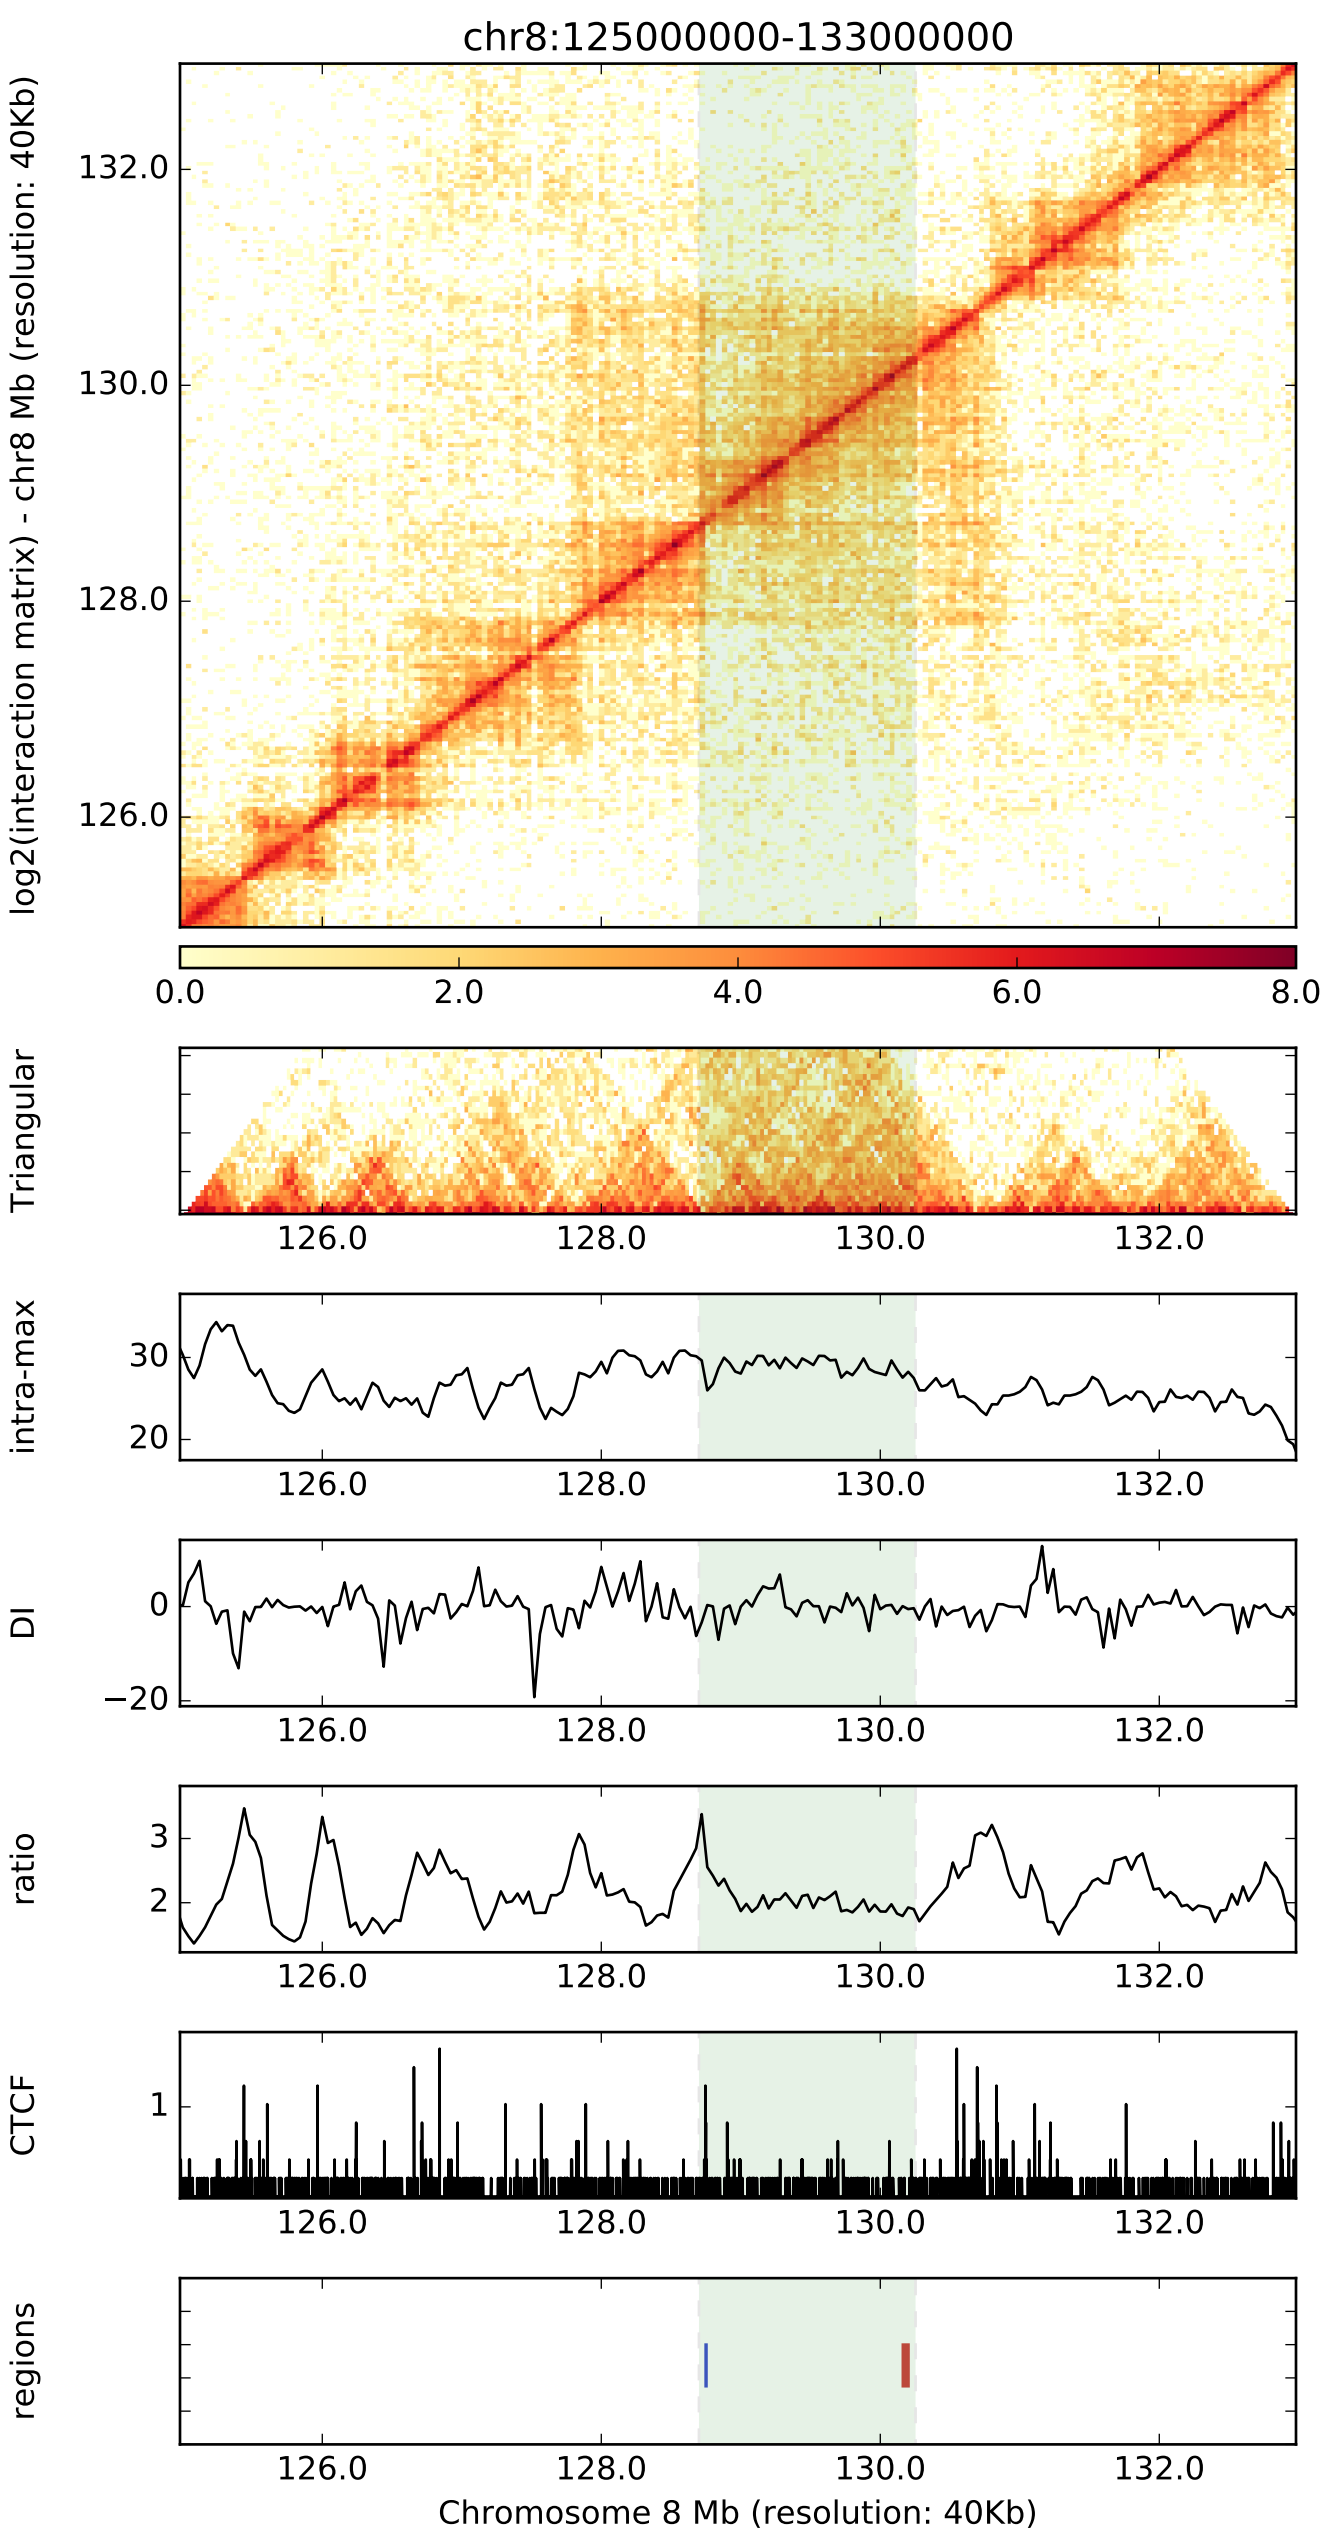 chr8:125000000-133000000
log2(interaction matrix) - chr8 Mb (resolution: 40Kb)
132.0
130.0
128.0
126.0
0.0 2.0 4.0 6.0 8.0
Triangular
126.0 128.0 130.0 132.0
intra-max
30
20
126.0 128.0 130.0 132.0
DI
0
−20
126.0 128.0 130.0 132.0
ratio
3
2
126.0 128.0 130.0 132.0
CTCF
1
126.0 128.0 130.0 132.0
regions
126.0 128.0 130.0 132.0
Chromosome 8 Mb (resolution: 40Kb)